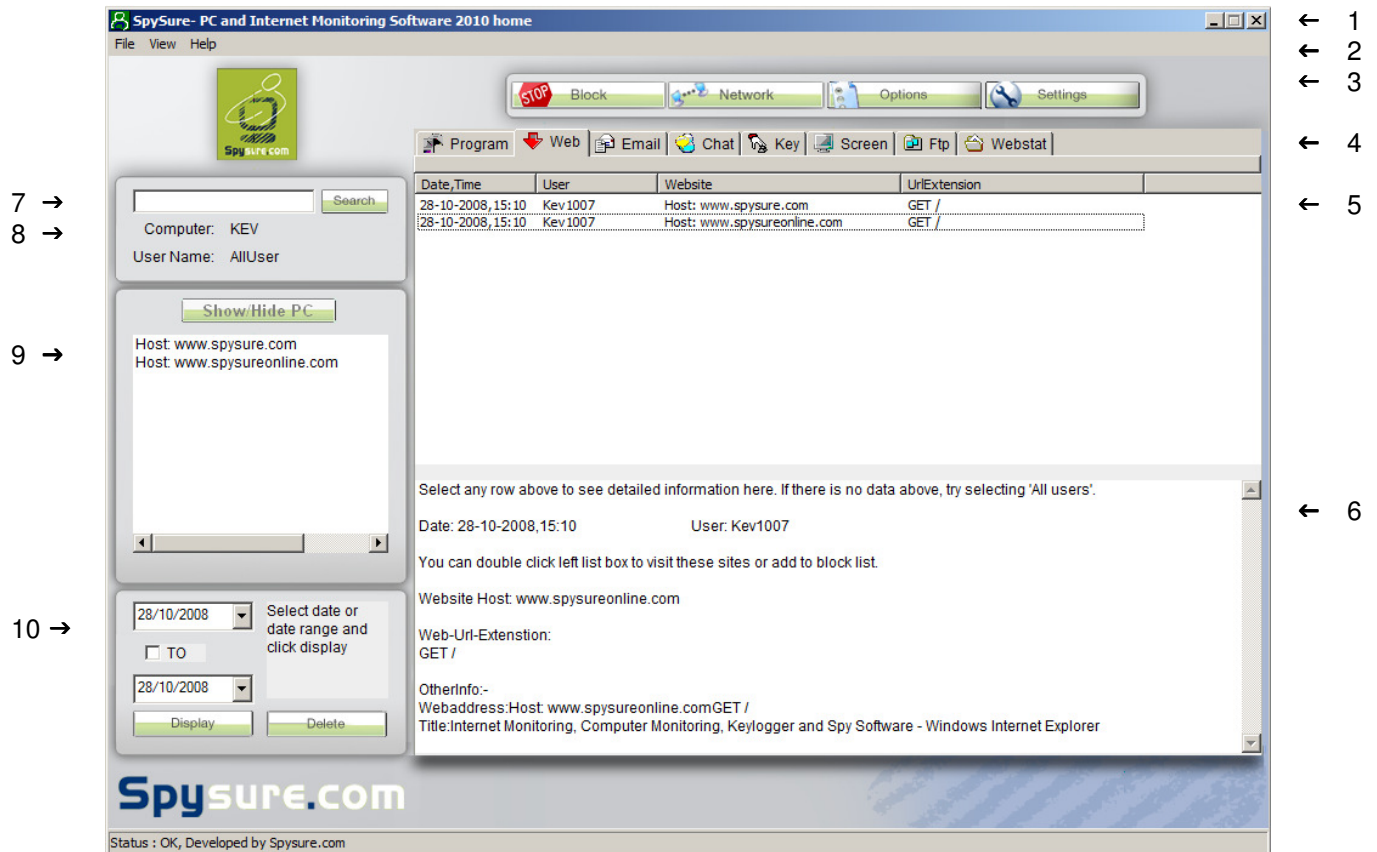 SpySure- PC and Internet Monitoring Software 2010 home
← 1
File View Help
← 2
STOP Block Network Options Settings
← 3
Spysure.com
Program Web Email Chat Key Screen Ftp Webstat
← 4
Date,Time User Website UrlExtension
28-10-2008,15:10 Kev1007 Host: www.spysure.com GET /
← 5
28-10-2008,15:10 Kev1007 Host: www.spysureonline.com GET /
7 →
Search
8 →
Computer: KEV
User Name: AllUser
Show/Hide PC
9 →
Host: www.spysure.com
Host: www.spysureonline.com
Select any row above to see detailed information here. If there is no data above, try selecting 'All users'.
← 6
Date: 28-10-2008,15:10 User: Kev1007
You can double click left list box to visit these sites or add to block list.
Website Host: www.spysureonline.com
Web-Url-Extenstion:
GET /
OtherInfo:-
Webaddress:Host: www.spysureonline.comGET /
Title:Internet Monitoring, Computer Monitoring, Keylogger and Spy Software - Windows Internet Explorer
10 →
28/10/2008
Select date or
date range and
click display
TO
28/10/2008
Display Delete
Spysure.com
Status : OK, Developed by Spysure.com